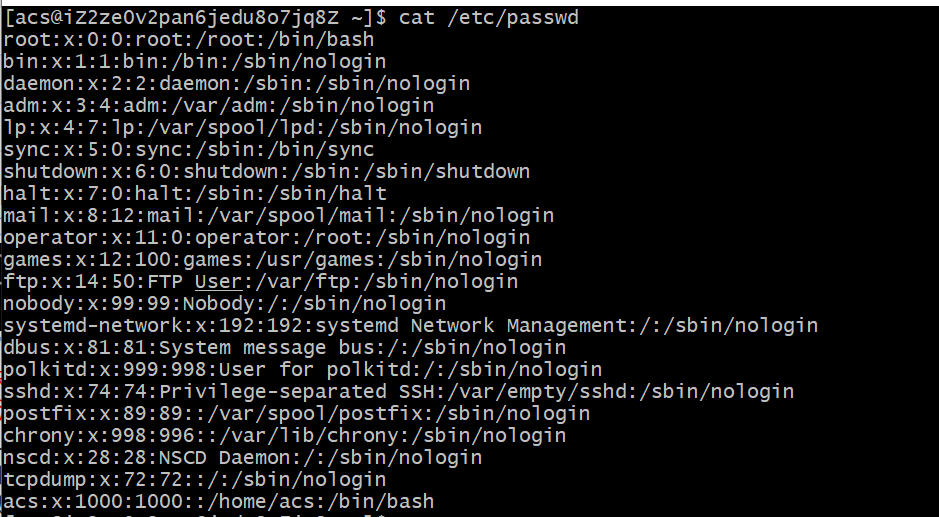 [acs@iZ2ze0v2pan6jedu8o7jq8Z ~]$ cat /etc/passwd
root:x:0:0:root:/root:/bin/bash
bin:x:1:1:bin:/bin:/sbin/nologin
daemon:x:2:2:daemon:/sbin:/sbin/nologin
adm:x:3:4:adm:/var/adm:/sbin/nologin
lp:x:4:7:lp:/var/spool/lpd:/sbin/nologin
sync:x:5:0:sync:/sbin:/bin/sync
shutdown:x:6:0:shutdown:/sbin:/sbin/shutdown
halt:x:7:0:halt:/sbin:/sbin/halt
mail:x:8:12:mail:/var/spool/mail:/sbin/nologin
operator:x:11:0:operator:/root:/sbin/nologin
games:x:12:100:games:/usr/games:/sbin/nologin
ftp:x:14:50:FTP User:/var/ftp:/sbin/nologin
nobody:x:99:99:Nobody:/:/sbin/nologin
systemd-network:x:192:192:systemd Network Management:/:/sbin/nologin
dbus:x:81:81:System message bus:/:/sbin/nologin
polkitd:x:999:998:User for polkitd:/:/sbin/nologin
sshd:x:74:74:Privilege-separated SSH:/var/empty/sshd:/sbin/nologin
postfix:x:89:89::/var/spool/postfix:/sbin/nologin
chrony:x:998:996::/var/lib/chrony:/sbin/nologin
nscd:x:28:28:NSCD Daemon:/:/sbin/nologin
tcpdump:x:72:72::/:/sbin/nologin
acs:x:1000:1000::/home/acs:/bin/bash